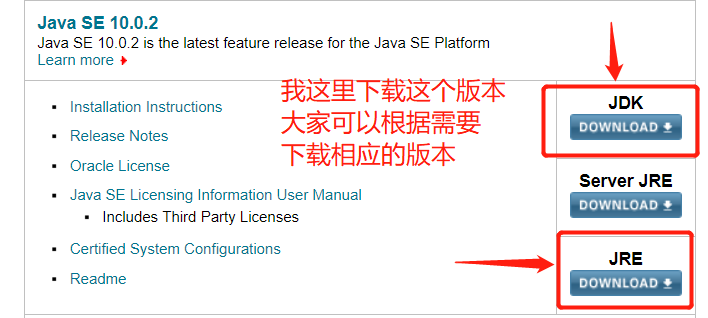 Java SE 10.0.2
Java SE 10.0.2 is the latest feature release for the Java SE Platform
Learn more
Installation Instructions
Release Notes
Oracle License
Java SE Licensing Information User Manual
Includes Third Party Licenses
Certified System Configurations
Readme
我这里下载这个版本
大家可以根据需要
下载相应的版本
JDK
DOWNLOAD
Server JRE
DOWNLOAD
JRE
DOWNLOAD